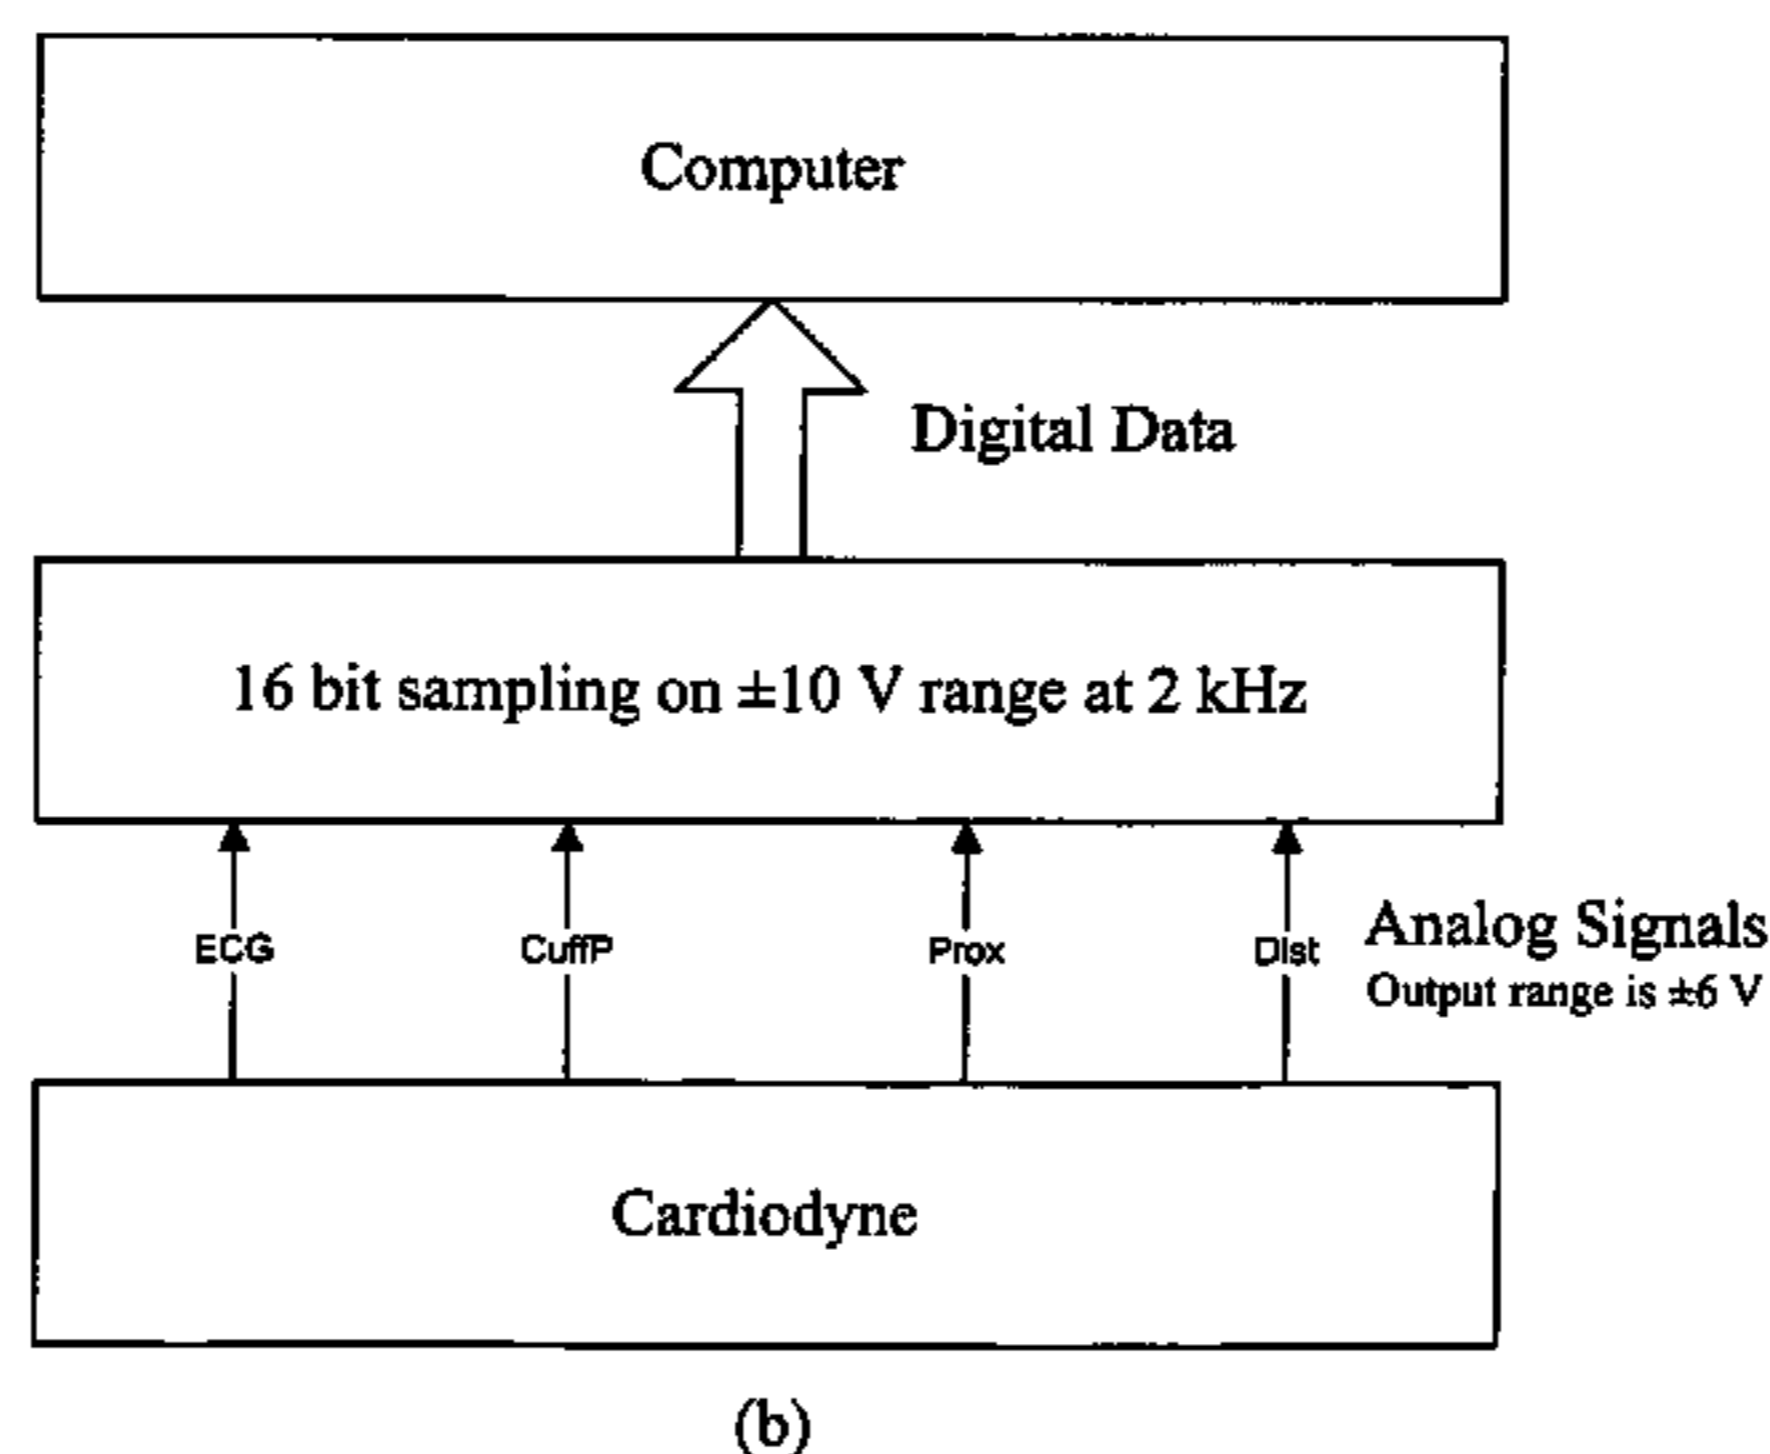 Computer
Digital Data
16 bit sampling on ±10 V range at 2 kHz
ECG
CuffP
Prox
Dist
Analog Signals
Output range is ±6 V
Cardiodyne
(b)